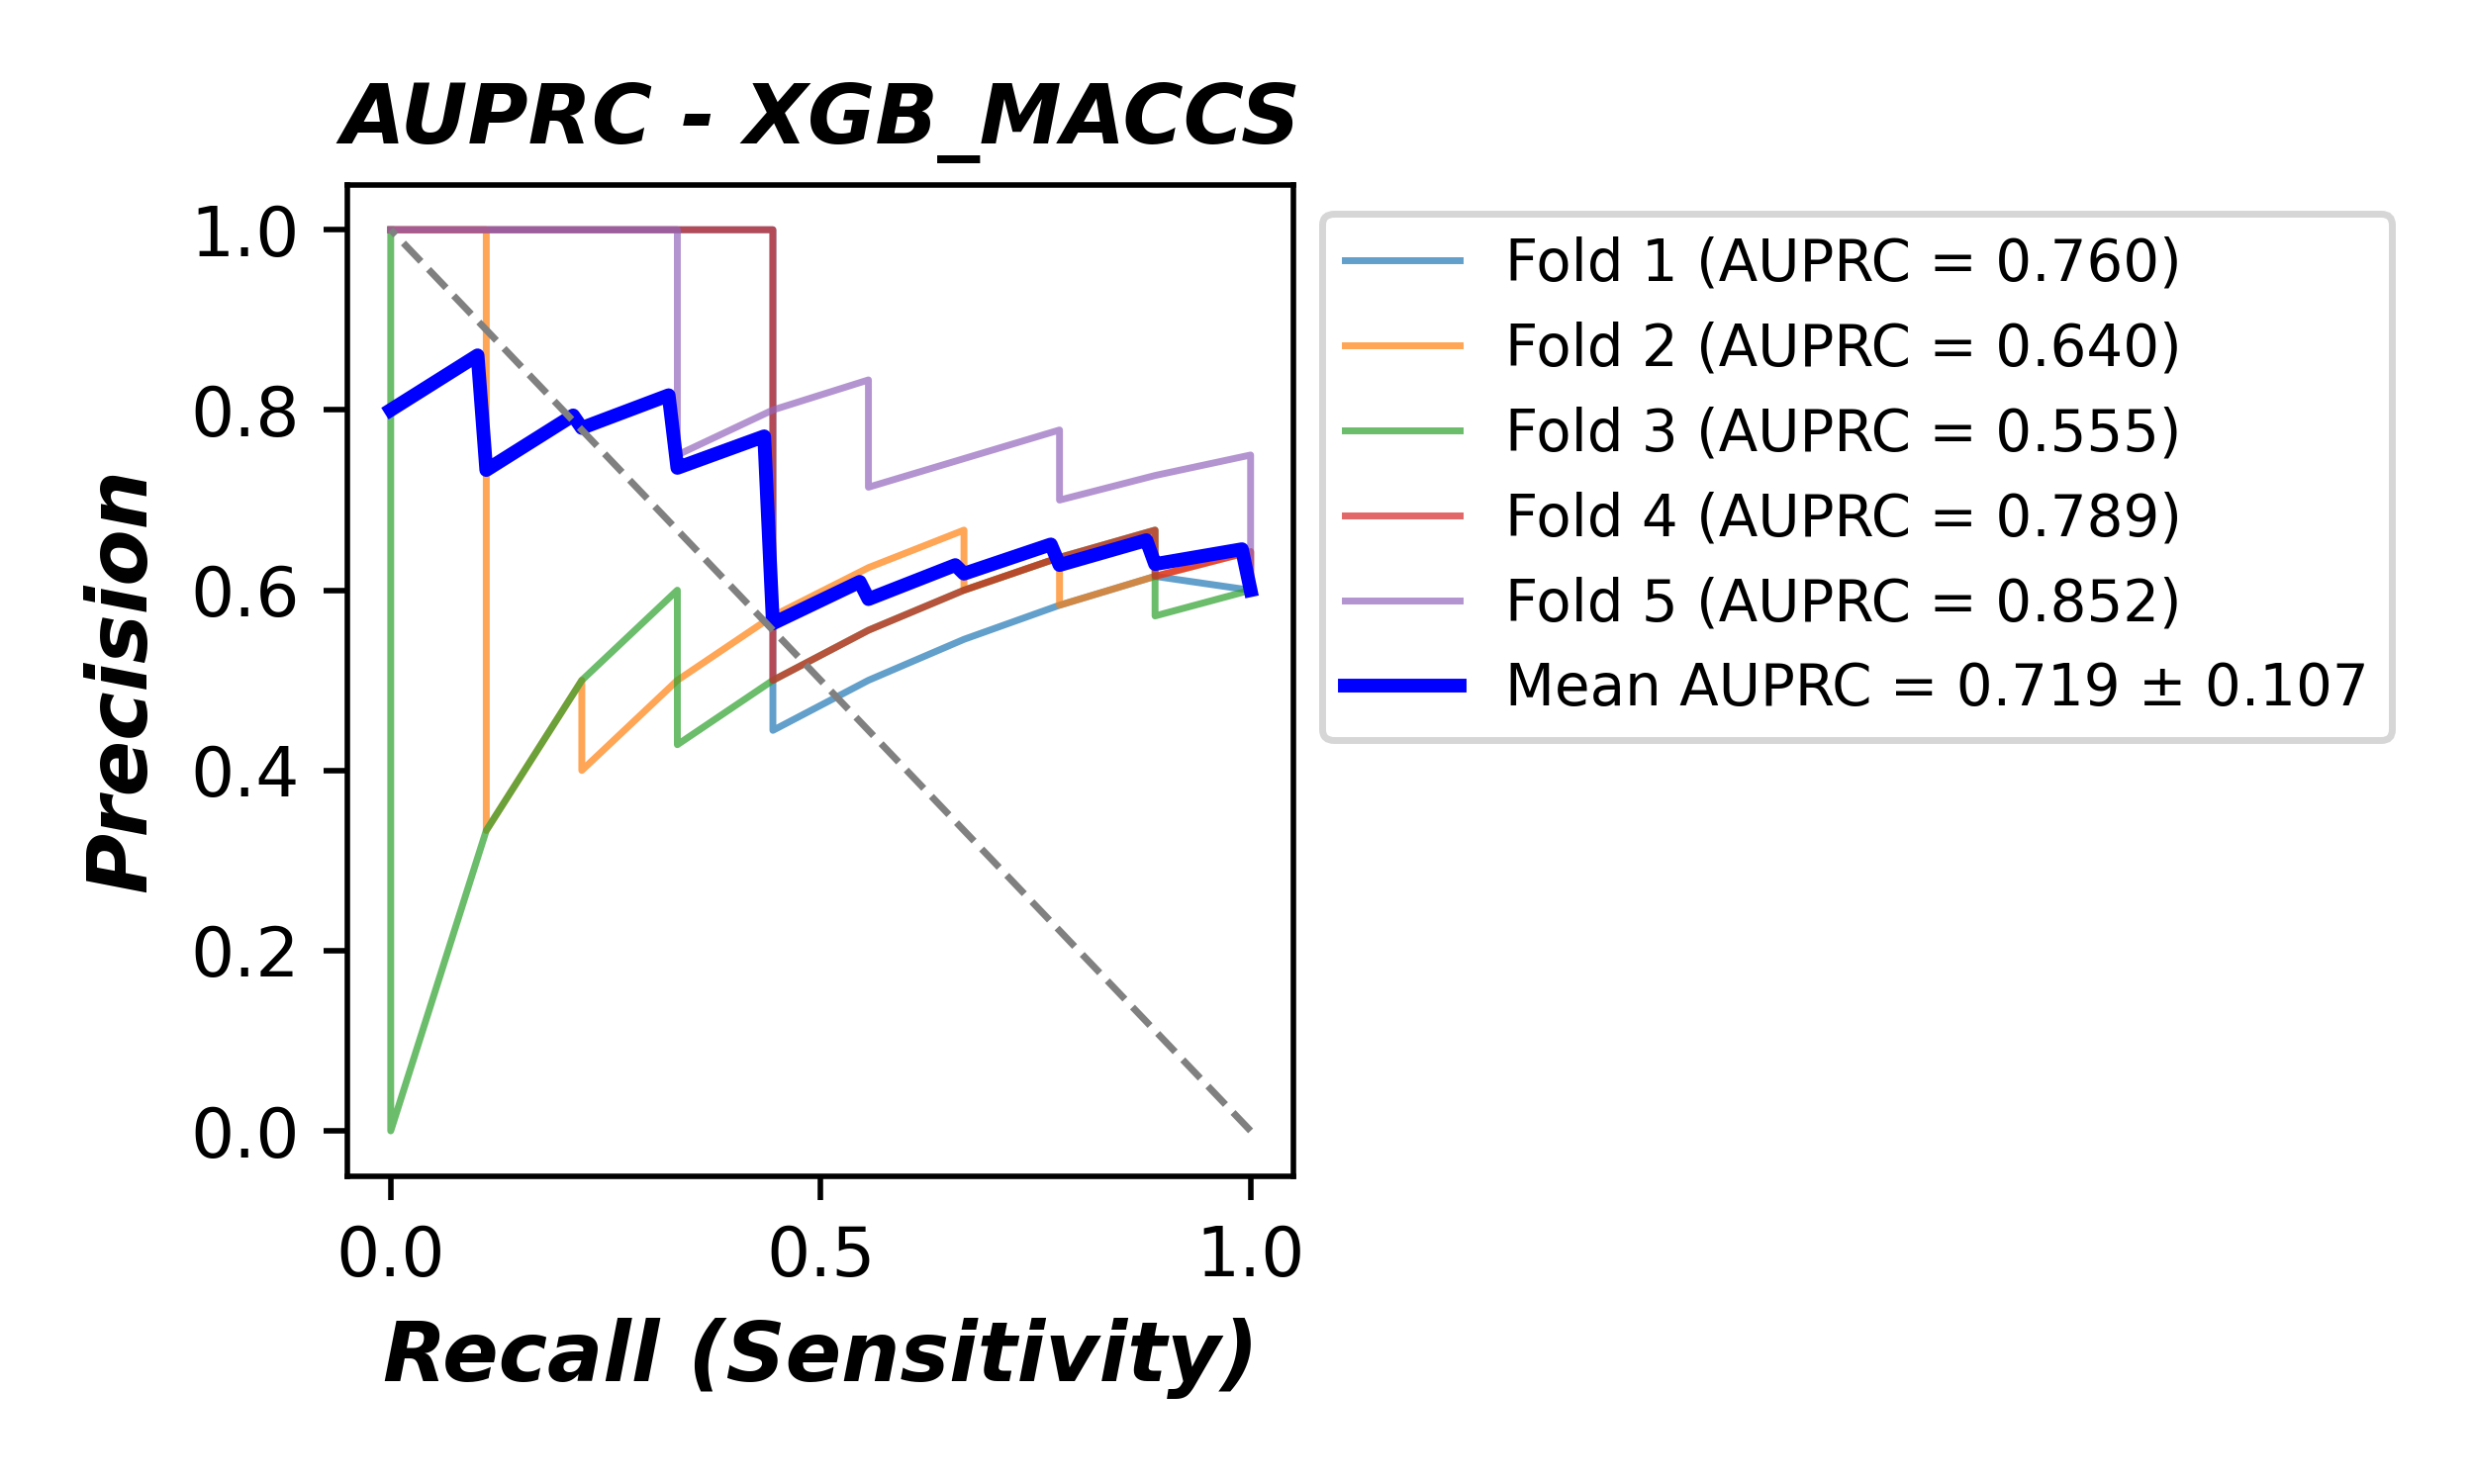 AUPRC - XGB_MACCS
Precision
1.0
0.8
0.6
0.4
0.2
0.0
0.0 0.5 1.0
Recall (Sensitivity)
Fold 1 (AUPRC = 0.760)
Fold 2 (AUPRC = 0.640)
Fold 3 (AUPRC = 0.555)
Fold 4 (AUPRC = 0.789)
Fold 5 (AUPRC = 0.852)
Mean AUPRC = 0.719 ± 0.107